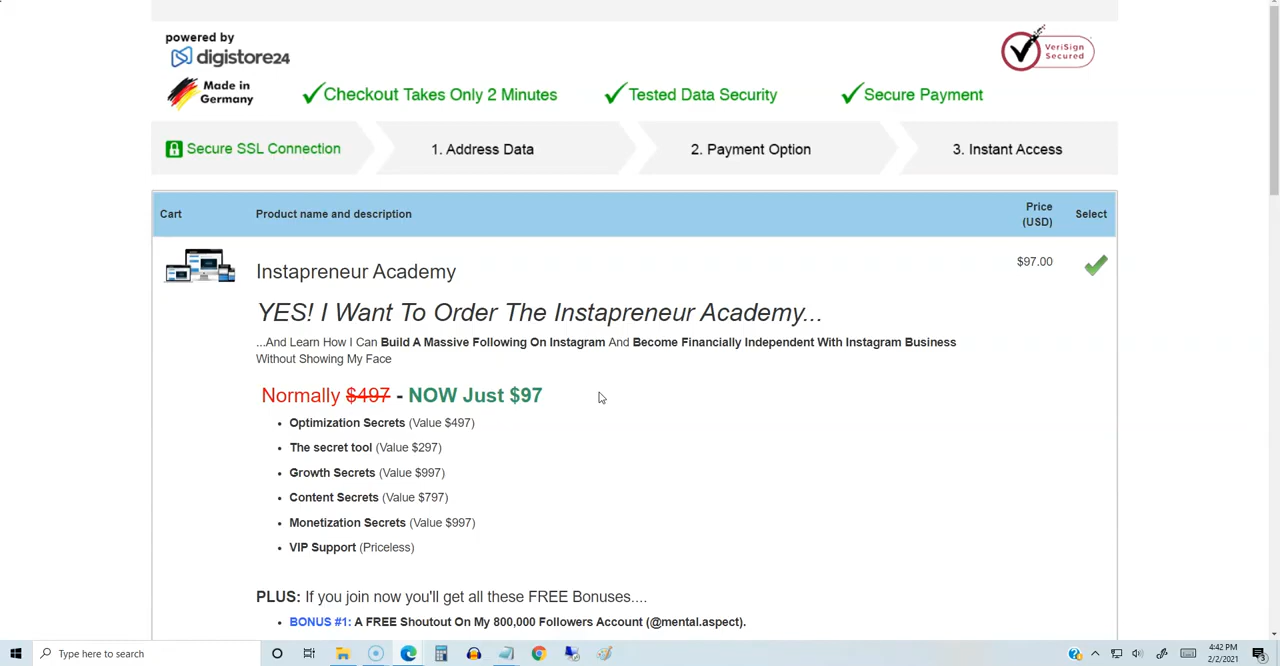 powered by
digistore24
VeriSign
Secured
Made in
Germany
Checkout Takes Only 2 Minutes
Tested Data Security
Secure Payment
Secure SSL Connection
1. Address Data
2. Payment Option
3. Instant Access
Cart
Product name and description
Price
(USD)
Select
Instapreneur Academy
$97.00
YES! I Want To Order The Instapreneur Academy...
...And Learn How I Can Build A Massive Following On Instagram And Become Financially Independent With Instagram Business
Without Showing My Face
Normally $497 - NOW Just $97
• Optimization Secrets (Value $497)
• The secret tool (Value $297)
• Growth Secrets (Value $997)
• Content Secrets (Value $797)
• Monetization Secrets (Value $997)
• VIP Support (Priceless)
PLUS: If you join now you'll get all these FREE Bonuses....
• BONUS #1: A FREE Shoutout On My 800,000 Followers Account (@mental.aspect).
Type here to search
4:42 PM
2/2/2021